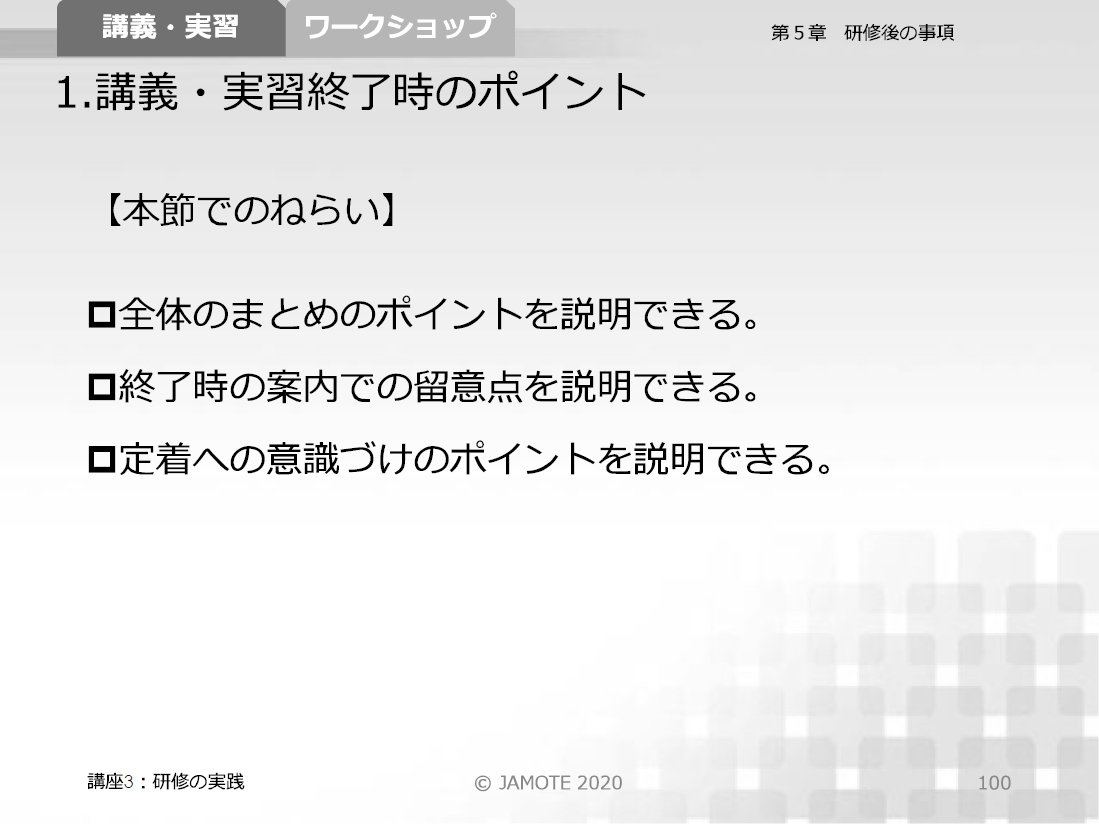 講義・実習
ワークショップ
第５章　研修後の事項
1.講義・実習終了時のポイント
【本節でのねらい】
全体のまとめのポイントを説明できる。
終了時の案内での留意点を説明できる。
定着への意識づけのポイントを説明できる。
講座3：研修の実践
© JAMOTE 2020
100